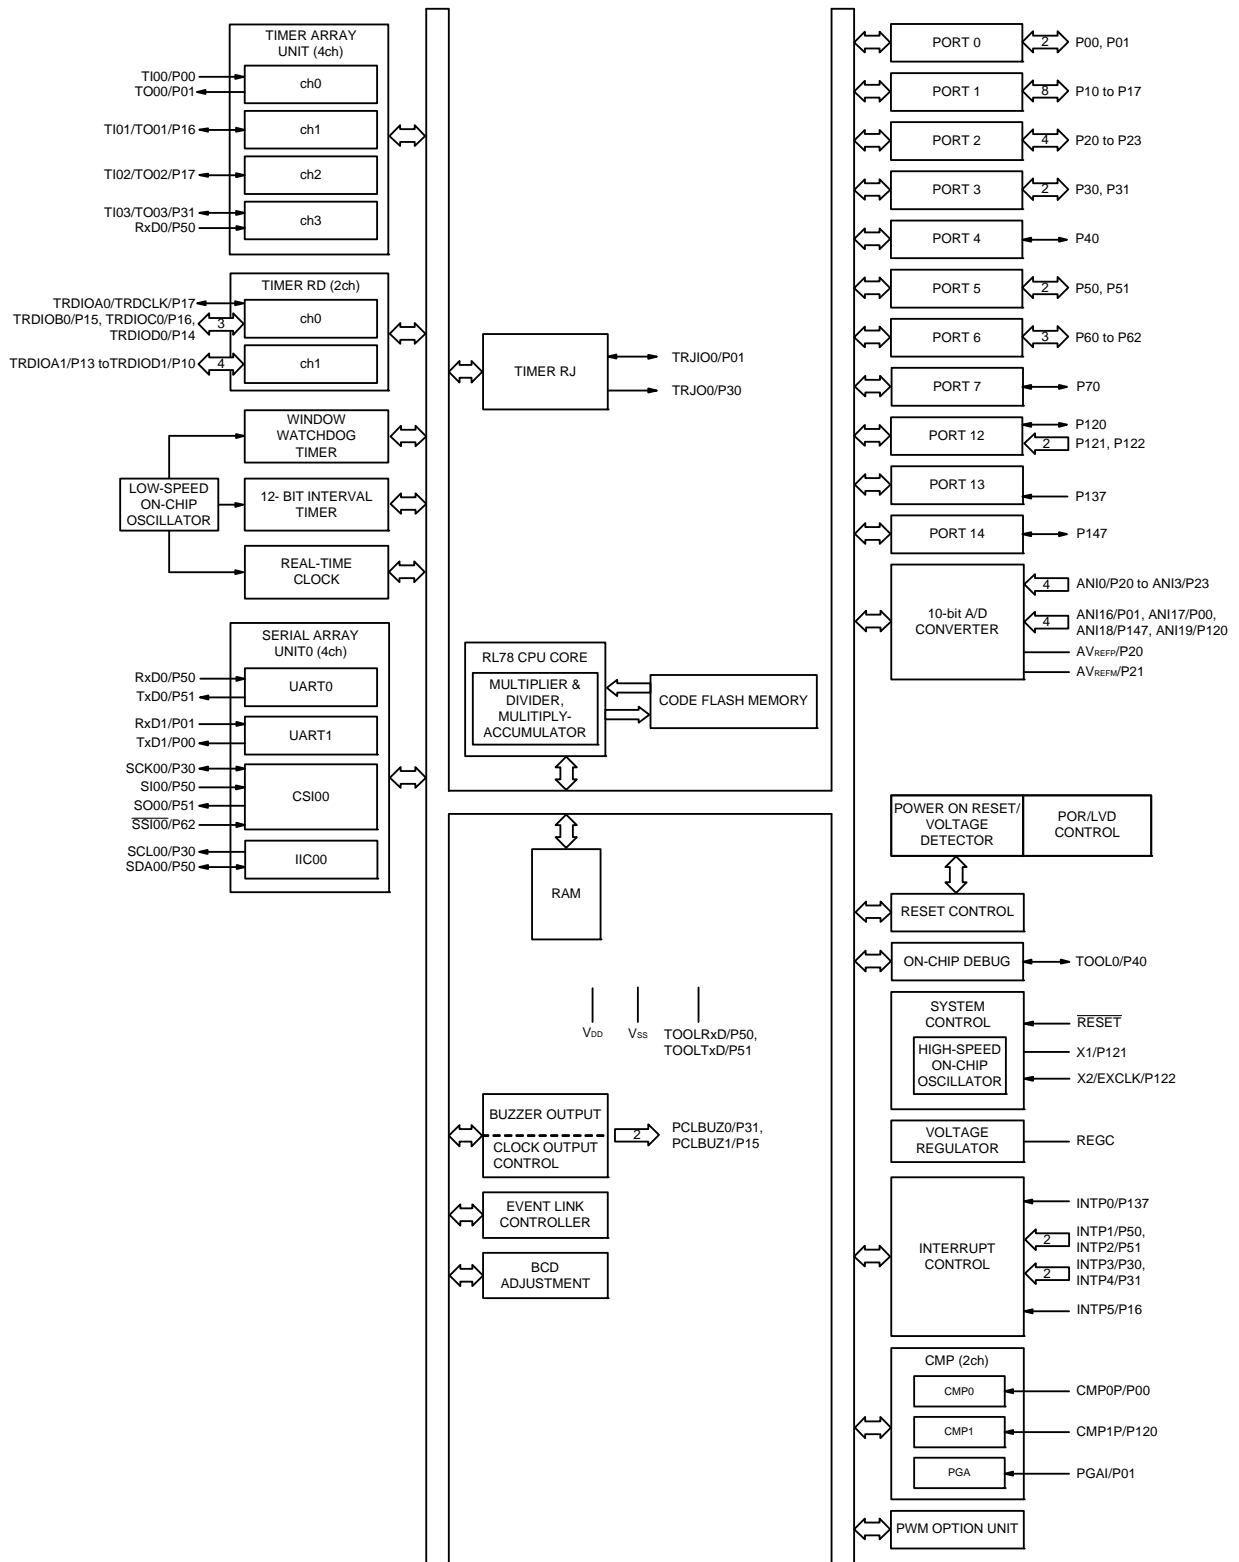 TIMER ARRAY
UNIT (4ch)
TI00/P00
TO00/P01
ch0
TI01/TO01/P16
ch1
TI02/TO02/P17
ch2
TI03/TO03/P31
RxD0/P50
ch3
TIMER RD (2ch)
TRDIOA0/TRDCLK/P17
TRDIOB0/P15, TRDIOC0/P16,
TRDIOD0/P14
3
ch0
TRDIOA1/P13 toTRDIOD1/P10
4
ch1
WINDOW
WATCHDOG
TIMER
LOW-SPEED
ON-CHIP
OSCILLATOR
12- BIT INTERVAL
TIMER
REAL-TIME
CLOCK
SERIAL ARRAY
UNIT0 (4ch)
RxD0/P50
TxD0/P51
UART0
RxD1/P01
TxD1/P00
UART1
SCK00/P30
SI00/P50
SO00/P51
SSI00/P62
CSI00
SCL00/P30
SDA00/P50
IIC00
TIMER RJ
TRJIO0/P01
TRJO0/P30
RL78 CPU CORE
MULTIPLIER &
DIVIDER,
MULITIPLY-
ACCUMULATOR
CODE FLASH MEMORY
RAM
VDD
VSS
TOOLRxD/P50,
TOOLTxD/P51
BUZZER OUTPUT
CLOCK OUTPUT
CONTROL
2
PCLBUZ0/P31,
PCLBUZ1/P15
EVENT LINK
CONTROLLER
BCD
ADJUSTMENT
PORT 0
2
P00, P01
PORT 1
8
P10 to P17
PORT 2
4
P20 to P23
PORT 3
2
P30, P31
PORT 4
P40
PORT 5
2
P50, P51
PORT 6
3
P60 to P62
PORT 7
P70
PORT 12
P120
2
P121, P122
PORT 13
P137
PORT 14
P147
10-bit A/D
CONVERTER
4
ANI0/P20 to ANI3/P23
4
ANI16/P01, ANI17/P00,
ANI18/P147, ANI19/P120
AVREFP/P20
AVREFM/P21
POWER ON RESET/
VOLTAGE
DETECTOR
POR/LVD
CONTROL
RESET CONTROL
ON-CHIP DEBUG
TOOL0/P40
SYSTEM
CONTROL
HIGH-SPEED
ON-CHIP
OSCILLATOR
RESET
X1/P121
X2/EXCLK/P122
VOLTAGE
REGULATOR
REGC
INTERRUPT
CONTROL
INTP0/P137
2
INTP1/P50,
INTP2/P51
2
INTP3/P30,
INTP4/P31
INTP5/P16
CMP (2ch)
CMP0
CMP0P/P00
CMP1
CMP1P/P120
PGA
PGAI/P01
PWM OPTION UNIT